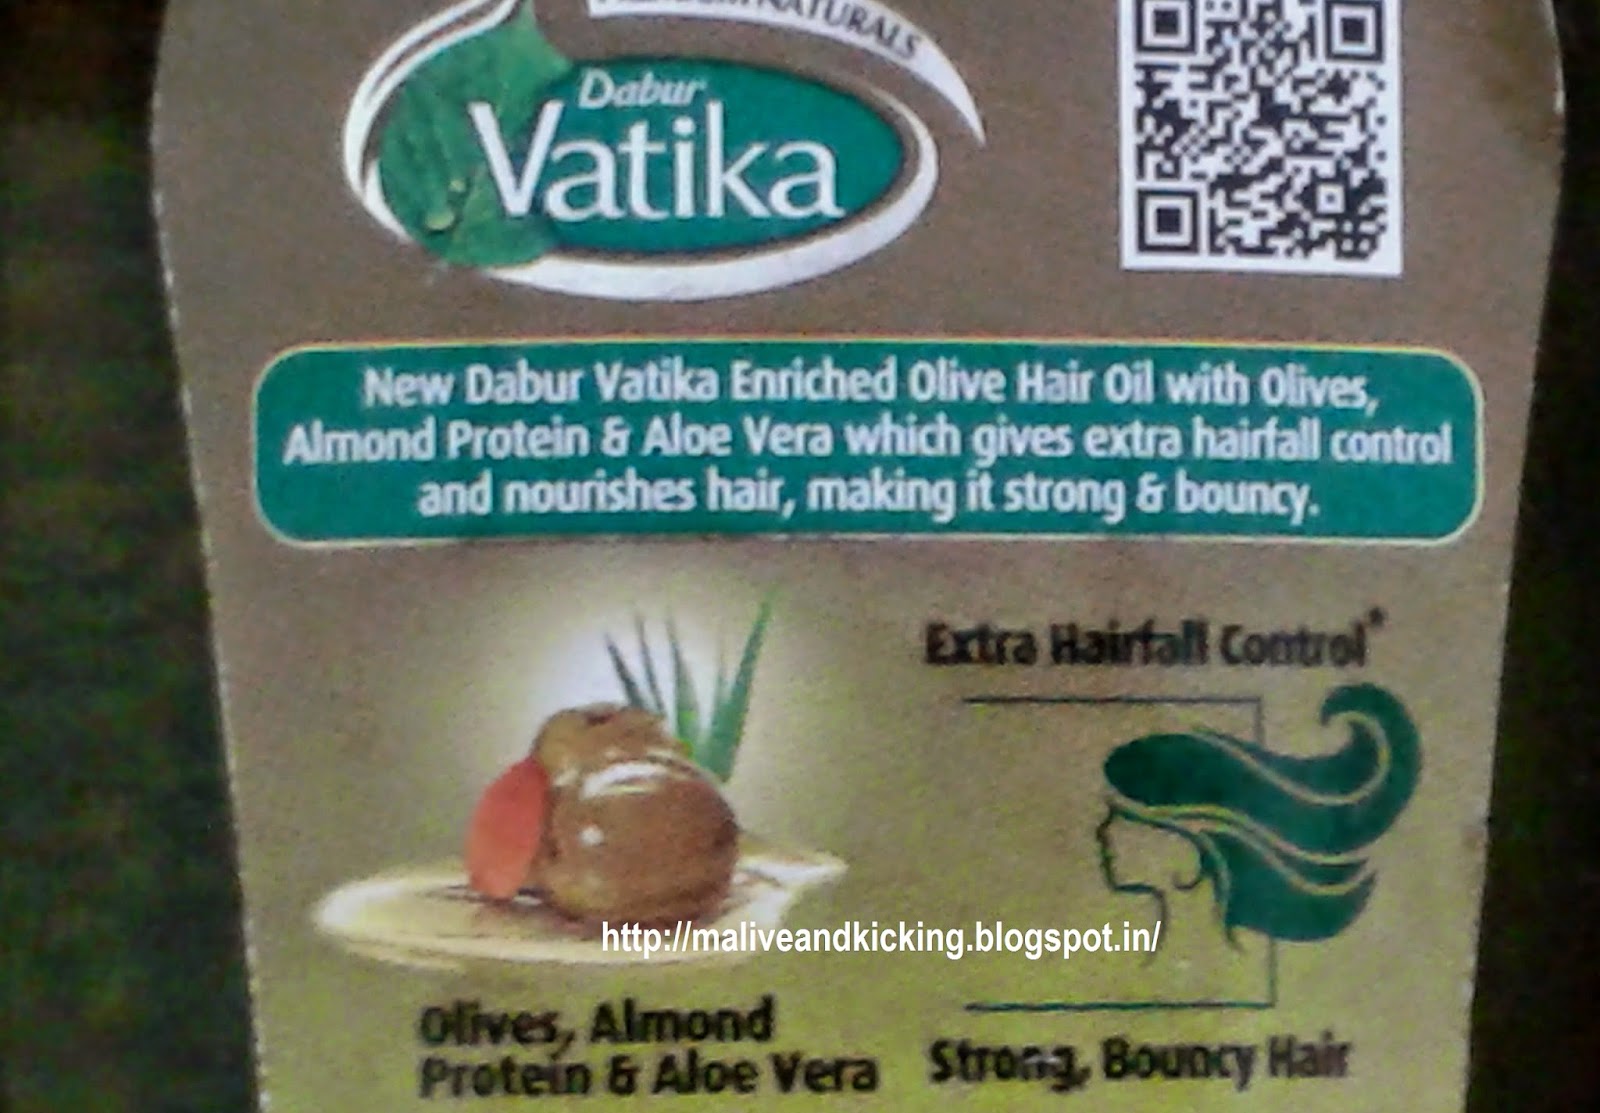 NATURALS
Dabur
Vatika
New Dabur Vatika Enriched Olive Hair Oil with Olives,
Almond Protein & Aloe Vera which gives extra hairfall control
and nourishes hair, making it strong & bouncy.
Extra Hairfall Control*
http://maliveandkicking.blogspot.in/
Olives, Almond
Protein & Aloe Vera
Strong, Bouncy Hair